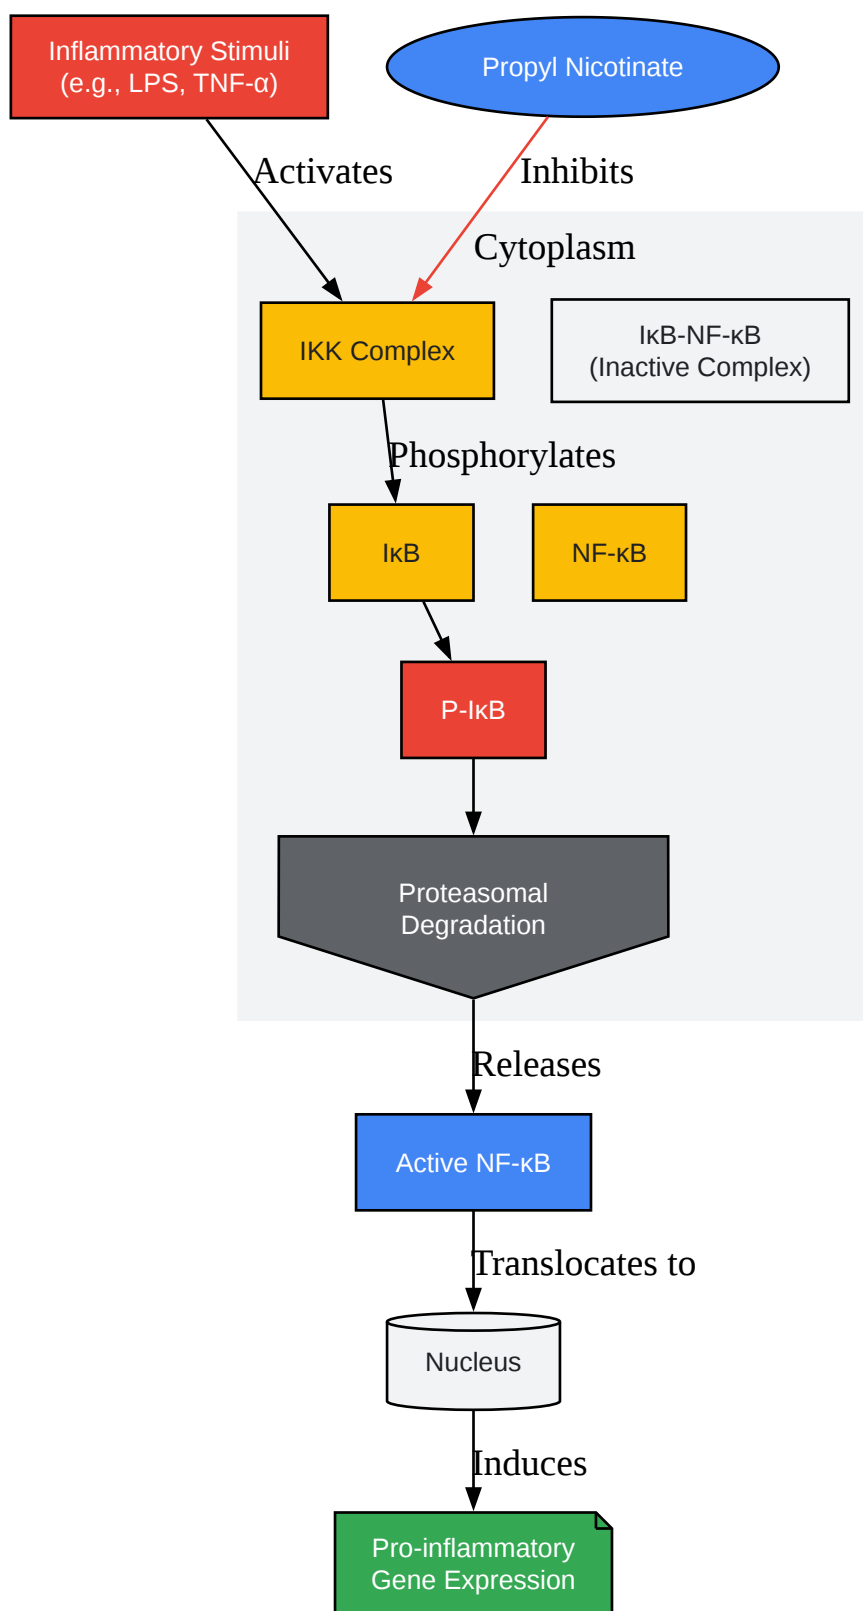 Inflammatory Stimuli
(e.g., LPS, TNF-α)
Propyl Nicotinate
Activates
Inhibits
Cytoplasm
IKK Complex
IκB-NF-κB
(Inactive Complex)
Phosphorylates
IκB
NF-κB
P-IκB
Proteasomal
Degradation
Releases
Active NF-κB
Translocates to
Nucleus
Induces
Pro-inflammatory
Gene Expression